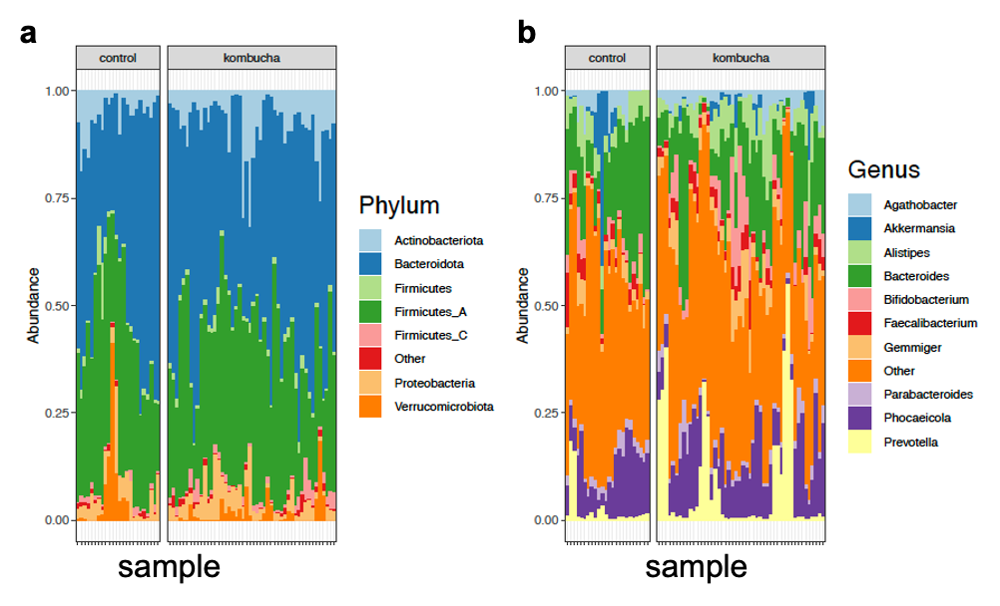 a
control
kombucha
1.00
0.75
0.50
0.25
0.00
Abundance
sample
Phylum
Actinobacteriota
Bacteroidota
Firmicutes
Firmicutes_A
Firmicutes_C
Other
Proteobacteria
Verrucomicrobiota
b
control
kombucha
1.00
0.75
0.50
0.25
0.00
Abundance
sample
Genus
Agathobacter
Akkermansia
Alistipes
Bacteroides
Bifidobacterium
Faecalibacterium
Gemmiger
Other
Parabacteroides
Phocaeicola
Prevotella